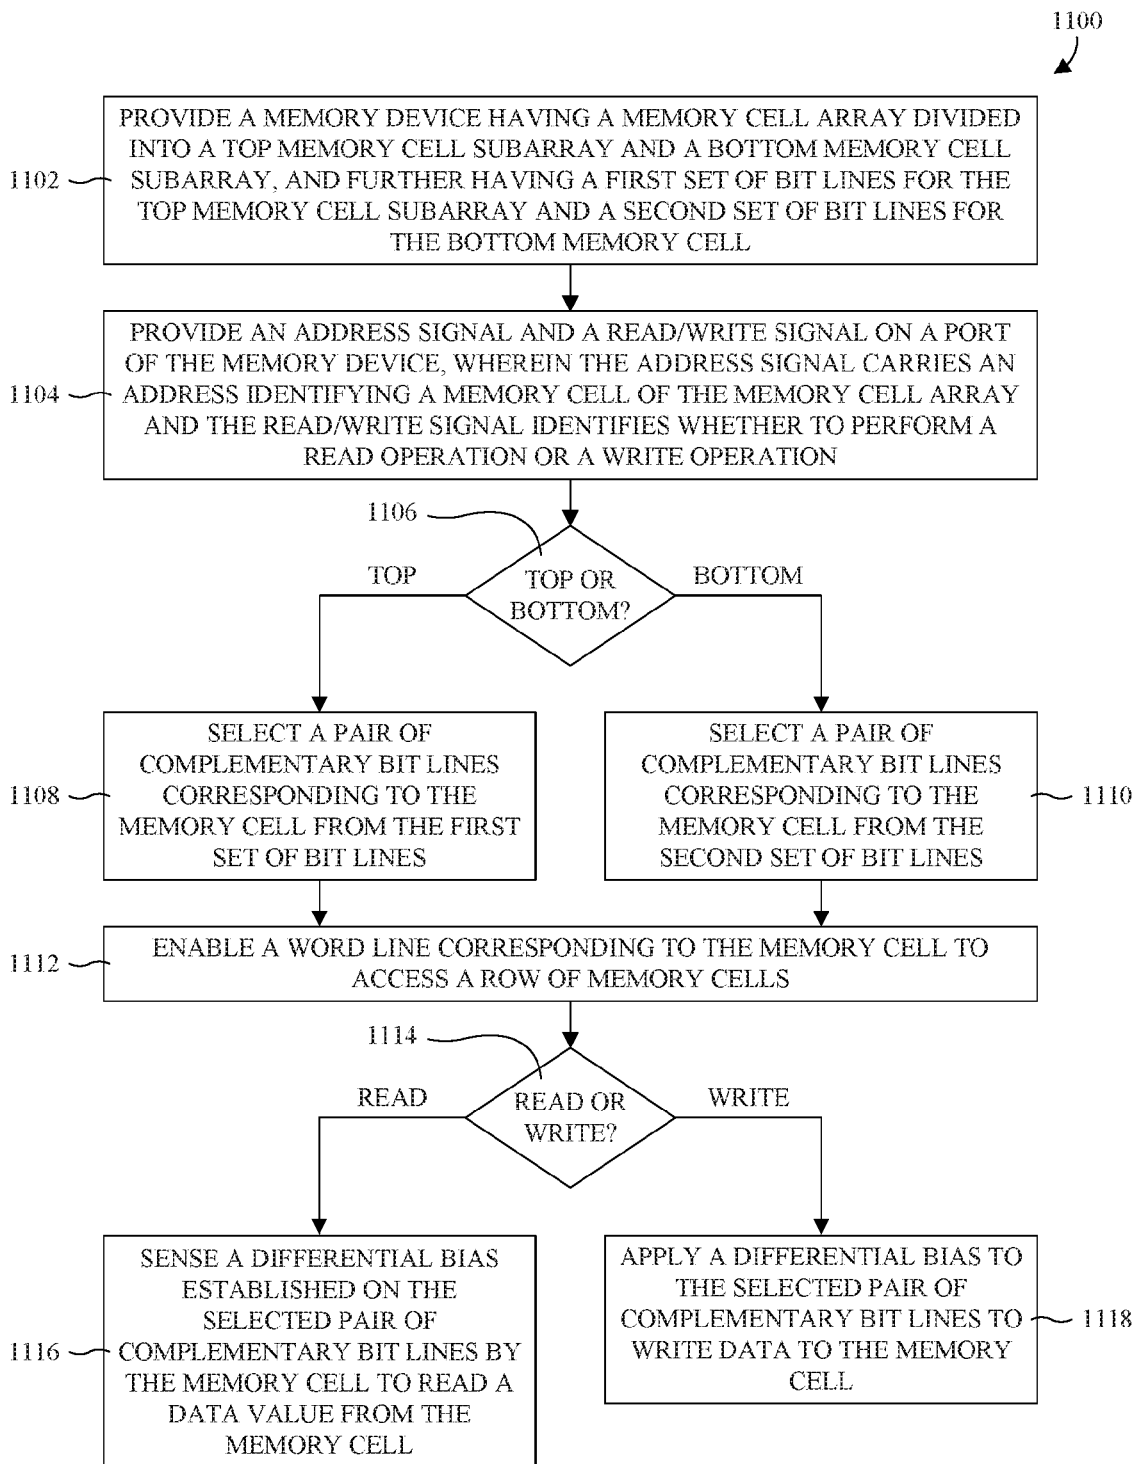 1100
PROVIDE A MEMORY DEVICE HAVING A MEMORY CELL ARRAY DIVIDED
INTO A TOP MEMORY CELL SUBARRAY AND A BOTTOM MEMORY CELL
1102
SUBARRAY, AND FURTHER HAVING A FIRST SET OF BIT LINES FOR THE
TOP MEMORY CELL SUBARRAY AND A SECOND SET OF BIT LINES FOR
THE BOTTOM MEMORY CELL
PROVIDE AN ADDRESS SIGNAL AND A READ/WRITE SIGNAL ON A PORT
OF THE MEMORY DEVICE, WHEREIN THE ADDRESS SIGNAL CARRIES AN
1104
ADDRESS IDENTIFYING A MEMORY CELL OF THE MEMORY CELL ARRAY
AND THE READ/WRITE SIGNAL IDENTIFIES WHETHER TO PERFORM A
READ OPERATION OR A WRITE OPERATION
1106
TOP
TOP OR
BOTTOM?
BOTTOM
1108
SELECT A PAIR OF
COMPLEMENTARY BIT LINES
CORRESPONDING TO THE
MEMORY CELL FROM THE FIRST
SET OF BIT LINES
SELECT A PAIR OF
COMPLEMENTARY BIT LINES
CORRESPONDING TO THE
MEMORY CELL FROM THE
SECOND SET OF BIT LINES
1110
1112
ENABLE A WORD LINE CORRESPONDING TO THE MEMORY CELL TO
ACCESS A ROW OF MEMORY CELLS
1114
READ
READ OR
WRITE?
WRITE
1116
SENSE A DIFFERENTIAL BIAS
ESTABLISHED ON THE
SELECTED PAIR OF
COMPLEMENTARY BIT LINES BY
THE MEMORY CELL TO READ A
DATA VALUE FROM THE
MEMORY CELL
APPLY A DIFFERENTIAL BIAS TO
THE SELECTED PAIR OF
COMPLEMENTARY BIT LINES TO
WRITE DATA TO THE MEMORY
CELL
1118